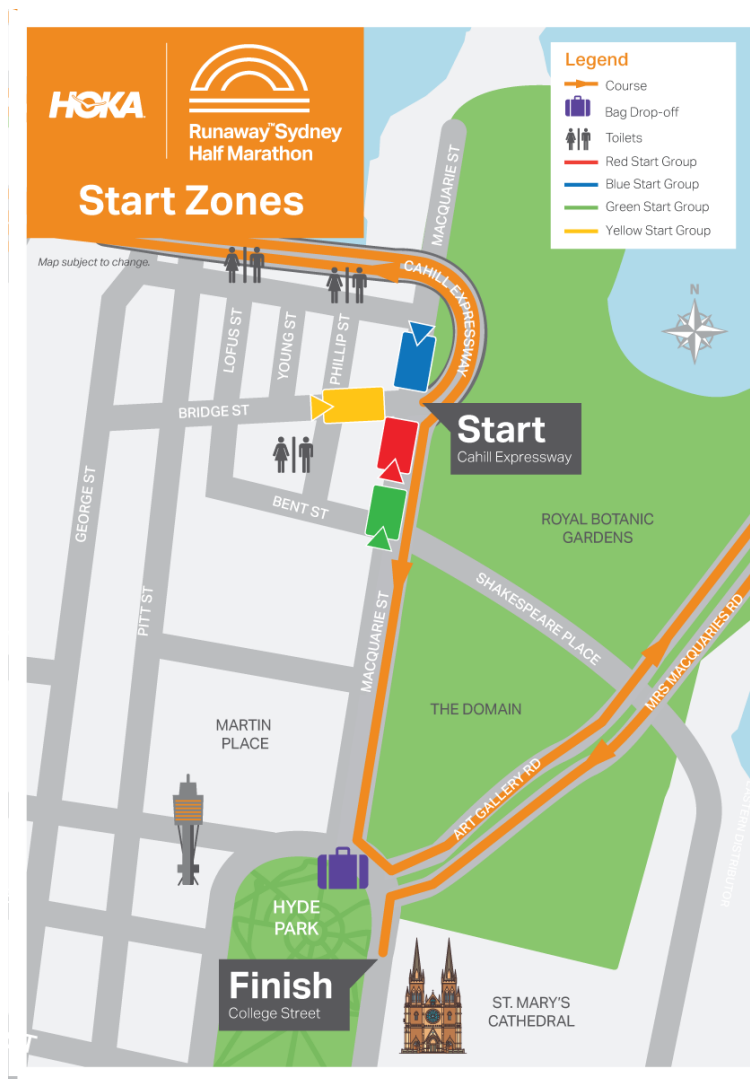 HOKA
Runaway™Sydney
Half Marathon
Start Zones
Map subject to change.
Legend
Course
Bag Drop-off
Toilets
Red Start Group
Blue Start Group
Green Start Group
Yellow Start Group
N
MACQUARIE ST
CAHILL EXPRESSWAY
LOFUS ST
YOUNG ST
PHILLIP ST
BRIDGE ST
Start
Cahill Expressway
GEORGE ST
BENT ST
ROYAL BOTANIC
GARDENS
PITT ST
MACQUARIE ST
SHAKESPEARE PLACE
MRS MACQUARIES RD
THE DOMAIN
MARTIN
PLACE
ART GALLERY RD
EASTERN DISTRIBUTOR
HYDE
PARK
Finish
College Street
ST. MARY'S
CATHEDRAL